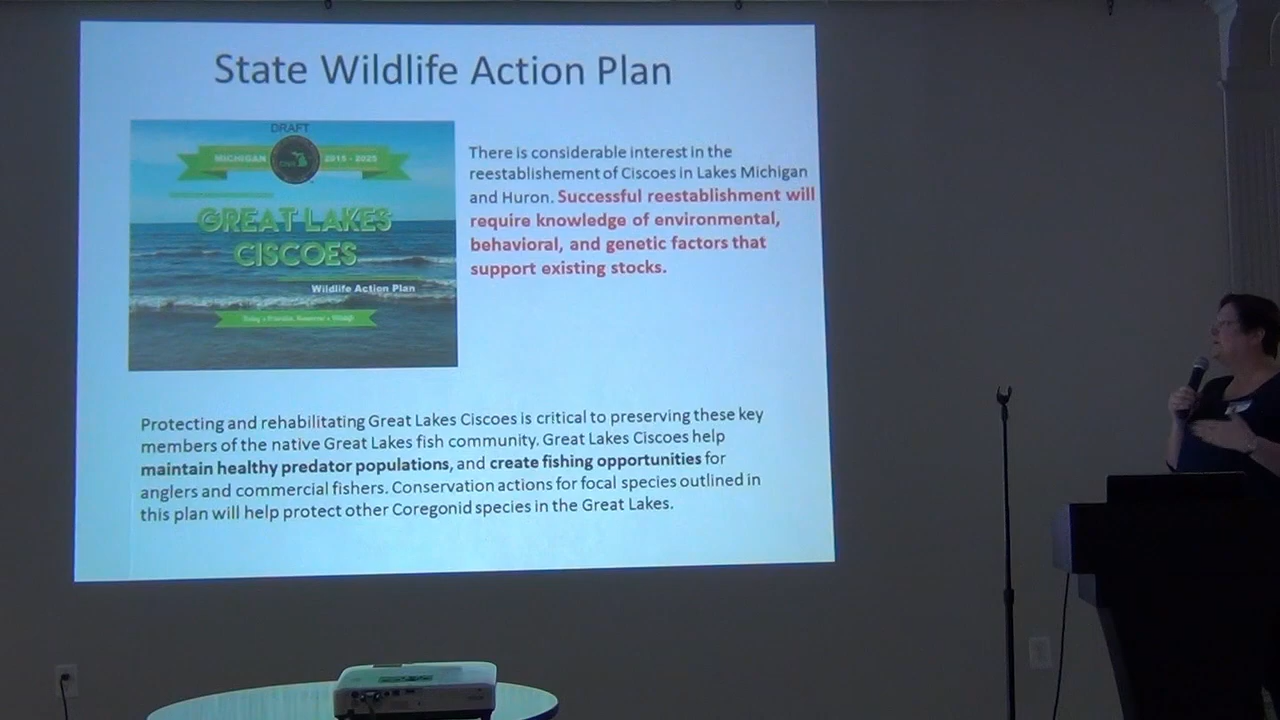 State Wildlife Action Plan
DRAFT
MICHIGAN 2015 - 2025
GREAT LAKES
CISCOES
Wildlife Action Plan
There is considerable interest in the
reestablishement of Ciscoes in Lakes Michigan
and Huron. Successful reestablishment will
require knowledge of environmental,
behavioral, and genetic factors that
support existing stocks.
Protecting and rehabilitating Great Lakes Ciscoes is critical to preserving these key
members of the native Great Lakes fish community. Great Lakes Ciscoes help
maintain healthy predator populations, and create fishing opportunities for
anglers and commercial fishers. Conservation actions for focal species outlined in
this plan will help protect other Coregonid species in the Great Lakes.